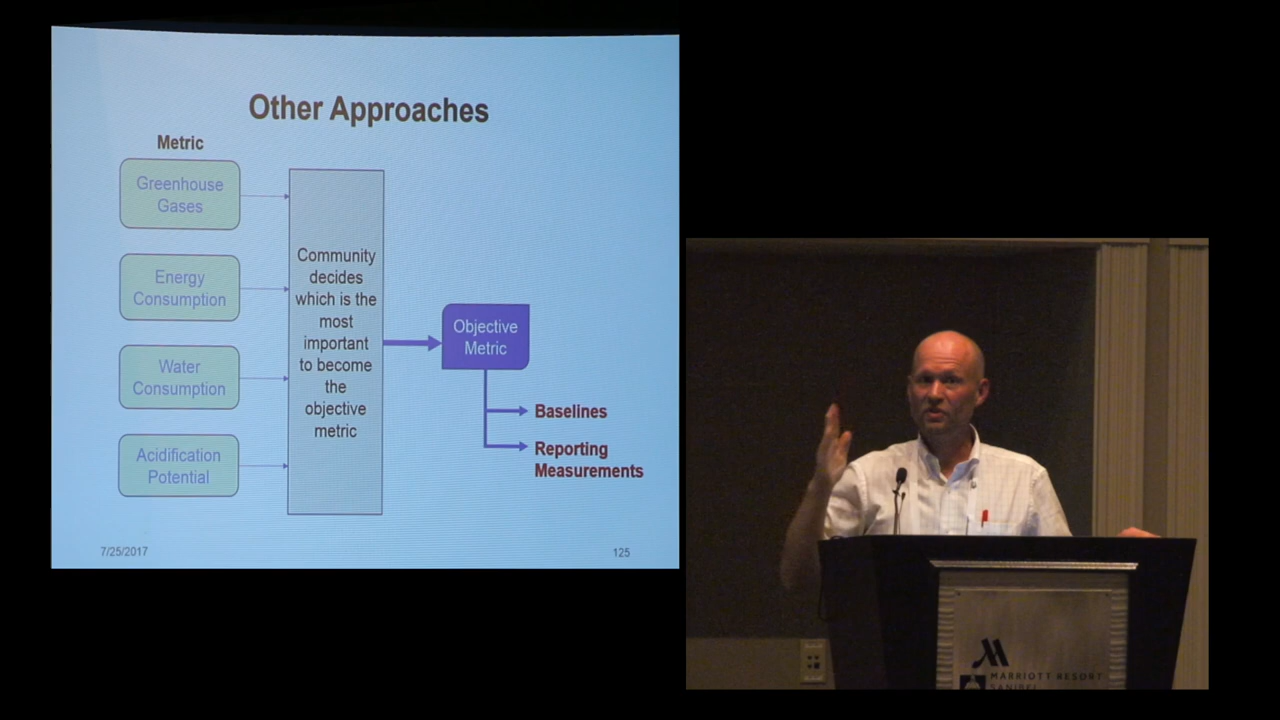 Other Approaches
Metric
Greenhouse
Gases
Energy
Consumption
Water
Consumption
Acidification
Potential
Community
decides
which is the
most
important
to become
the
objective
metric
Objective
Metric
Baselines
Reporting
Measurements
7/25/2017
125
MARRIOTT RESORT
SANIBEL